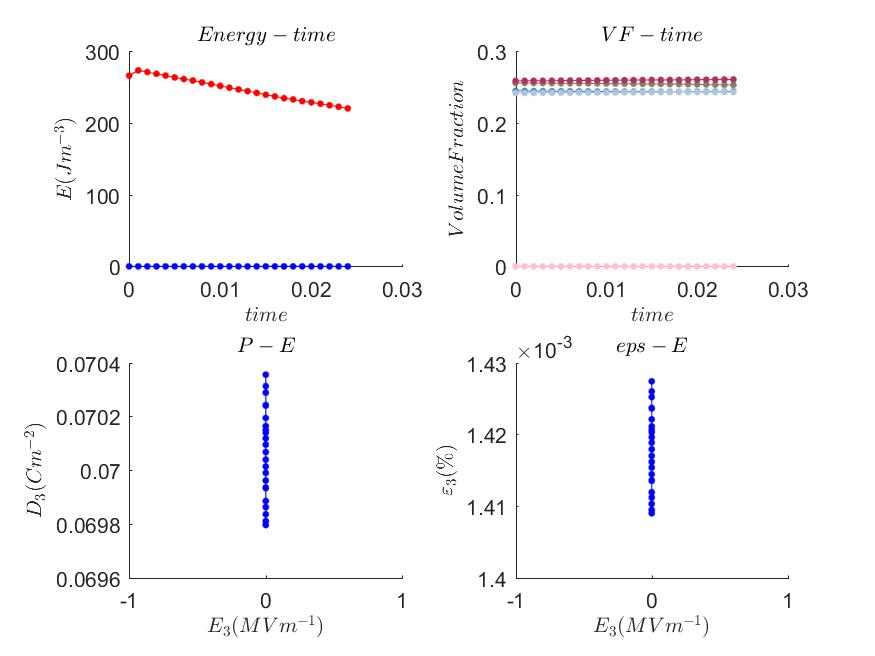 Energy − time
300
200
100
0
E(Jm⁻³)
0
0.01
0.02
0.03
time
VF − time
0.3
0.2
0.1
0
VolumeFraction
0
0.01
0.02
0.03
time
P − E
0.0704
0.0702
0.07
0.0698
0.0696
D₃(Cm⁻²)
-1
0
1
E₃(MVm⁻¹)
×10⁻³
eps − E
1.43
1.42
1.41
1.4
ε₃(%)
-1
0
1
E₃(MVm⁻¹)